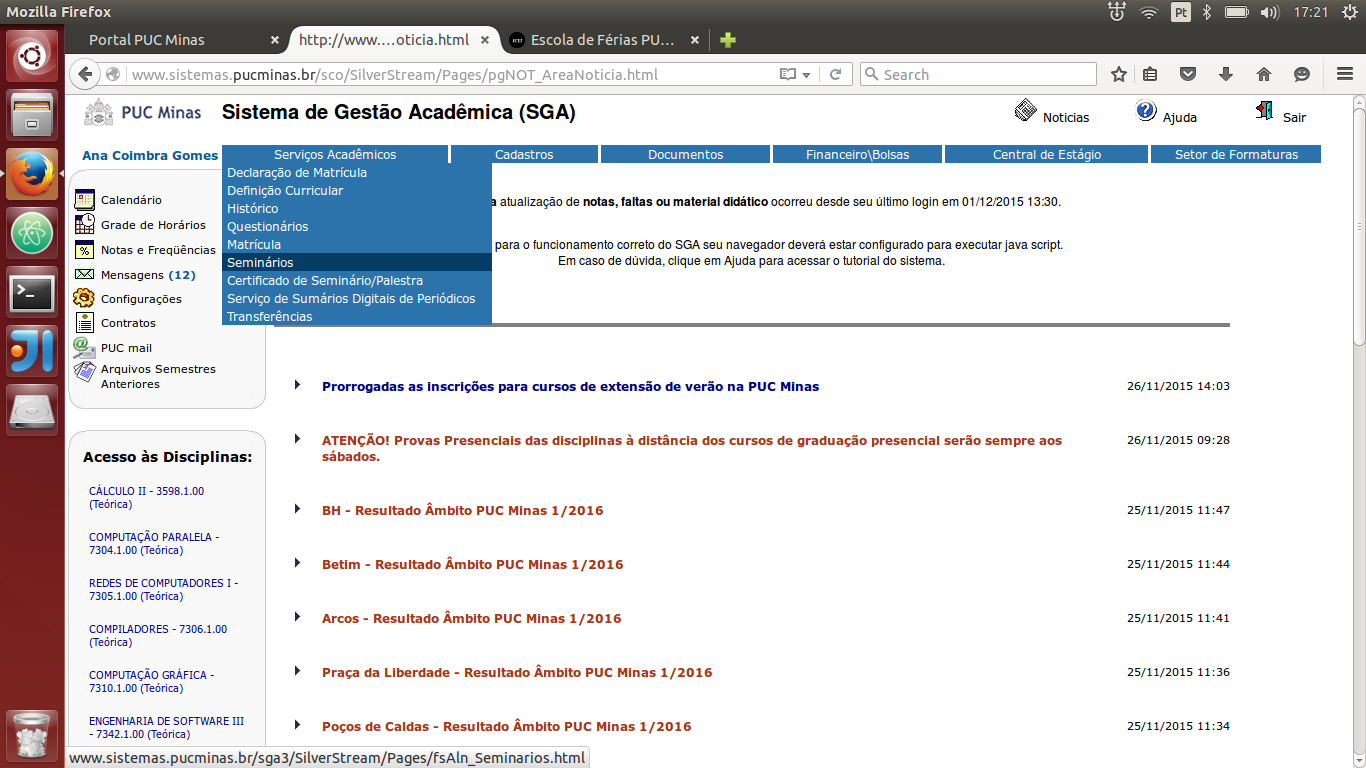 Mozilla Firefox
Pt
17:21
Portal PUC Minas
http://www....oticia.html
Escola de Férias PU...
www.sistemas.pucminas.br/sco/SilverStream/Pages/pgNOT_AreaNoticia.html
Search
PUC Minas
Sistema de Gestão Acadêmica (SGA)
Noticias
Ajuda
Sair
Ana Coimbra Gomes
Serviços Acadêmicos
Cadastros
Documentos
Financeiro\Bolsas
Central de Estágio
Setor de Formaturas
Declaração de Matrícula
Definição Curricular
Histórico
Questionários
Matrícula
Seminários
Certificado de Seminário/Palestra
Serviço de Sumários Digitais de Periódicos
Transferências
Calendário
Grade de Horários
Notas e Freqüências
Mensagens (12)
Configurações
Contratos
PUC mail
Arquivos Semestres
Anteriores
a atualização de notas, faltas ou material didático ocorreu desde seu último login em 01/12/2015 13:30.
para o funcionamento correto do SGA seu navegador deverá estar configurado para executar java script.
Em caso de dúvida, clique em Ajuda para acessar o tutorial do sistema.
Prorrogadas as inscrições para cursos de extensão de verão na PUC Minas
26/11/2015 14:03
ATENÇÃO! Provas Presenciais das disciplinas à distância dos cursos de graduação presencial serão sempre aos
sábados.
26/11/2015 09:28
BH - Resultado Âmbito PUC Minas 1/2016
25/11/2015 11:47
Betim - Resultado Âmbito PUC Minas 1/2016
25/11/2015 11:44
Arcos - Resultado Âmbito PUC Minas 1/2016
25/11/2015 11:41
Praça da Liberdade - Resultado Âmbito PUC Minas 1/2016
25/11/2015 11:36
Poços de Caldas - Resultado Âmbito PUC Minas 1/2016
25/11/2015 11:34
Acesso às Disciplinas:
CÁLCULO II - 3598.1.00
(Teórica)
COMPUTAÇÃO PARALELA -
7304.1.00 (Teórica)
REDES DE COMPUTADORES I -
7305.1.00 (Teórica)
COMPILADORES - 7306.1.00
(Teórica)
COMPUTAÇÃO GRÁFICA -
7310.1.00 (Teórica)
ENGENHARIA DE SOFTWARE III
- 7342.1.00 (Teórica)
www.sistemas.pucminas.br/sga3/SilverStream/Pages/fsAln_Seminarios.html